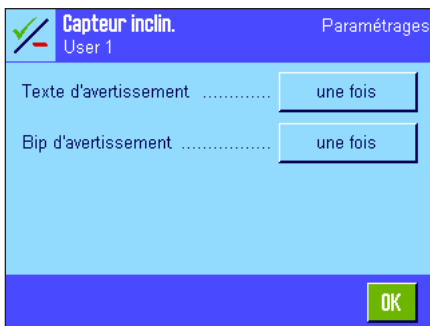 Capteur inclin.
Paramétrages
User 1
Texte d'avertissement ............. une fois
Bip d'avertissement ................. une fois
OK